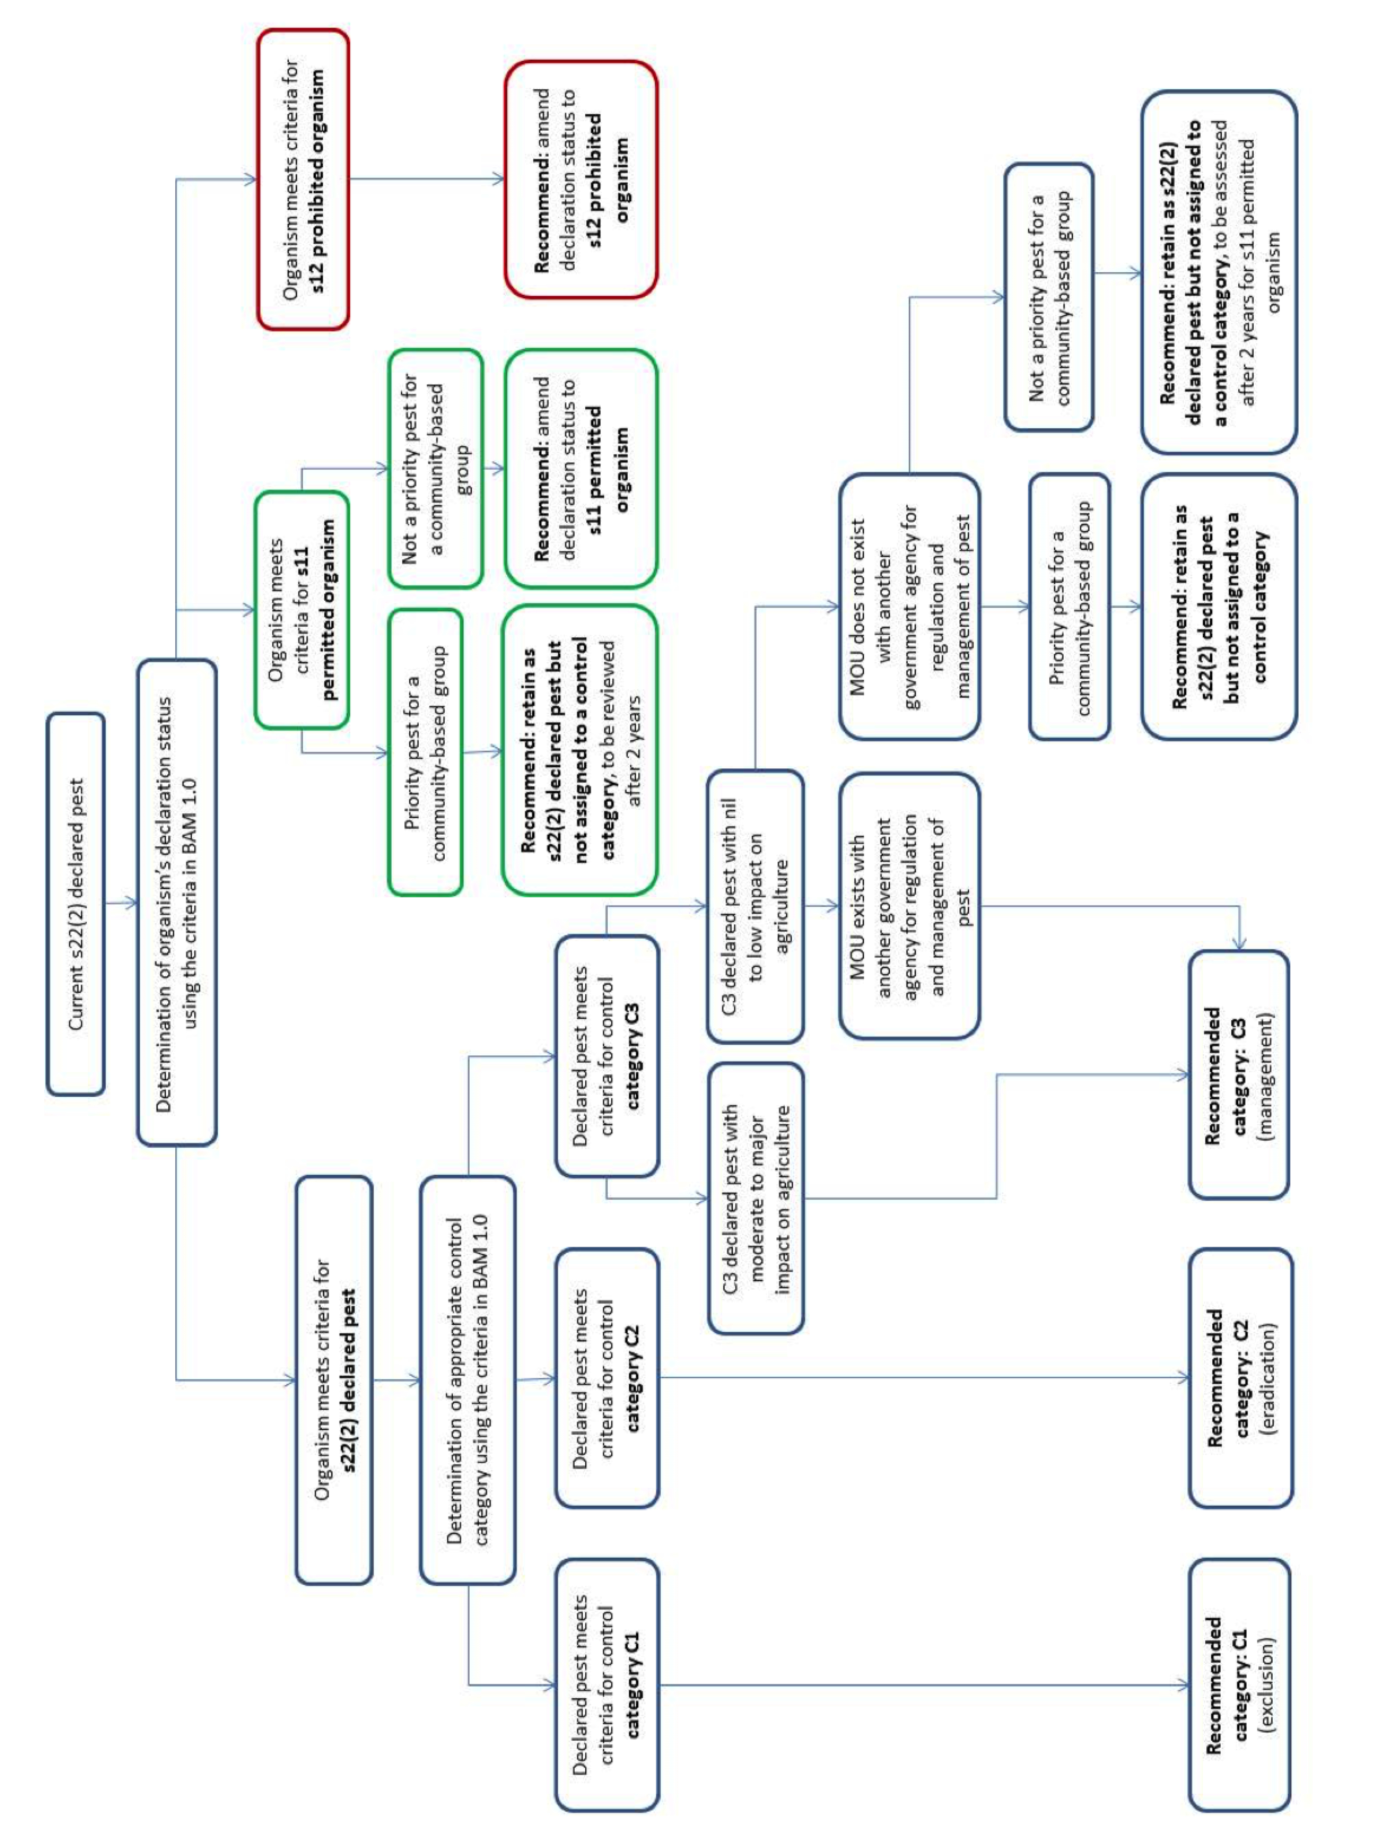 Current s22(2) declared pest
Determination of organism's declaration status
using the criteria in BAM 1.0
Organism meets criteria for
s22(2) declared pest
Organism meets
criteria for s11
permitted organism
Organism meets criteria for
s12 prohibited organism
Priority pest for a
community-based group
Not a priority pest for
a community-based
group
Recommend: retain as
s22(2) declared pest but
not assigned to a control
category, to be reviewed
after 2 years
Recommend: amend
declaration status to
s11 permitted
organism
Recommend: amend
declaration status to
s12 prohibited
organism
Determination of appropriate control
category using the criteria in BAM 1.0
Declared pest meets
criteria for control
category C1
Declared pest meets
criteria for control
category C2
Declared pest meets
criteria for control
category C3
C3 declared pest with
moderate to major
impact on agriculture
C3 declared pest with nil
to low impact on
agriculture
MOU exists with
another government
agency for regulation
and management of
pest
MOU does not exist
with another
government agency for
regulation and
management of pest
Priority pest for a
community-based group
Not a priority pest for a
community-based group
Recommended
category: C1
(exclusion)
Recommended
category: C2
(eradication)
Recommended
category: C3
(management)
Recommend: retain as
s22(2) declared pest
but not assigned to a
control category
Recommend: retain as s22(2)
declared pest but not assigned to
a control category, to be assessed
after 2 years for s11 permitted
organism